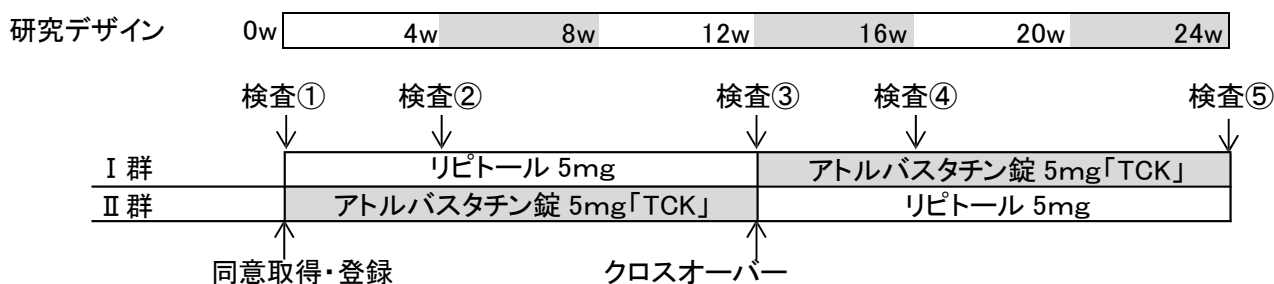 研究デザイン 0w 4w 8w 12w 16w 20w 24w
検査① 検査② 検査③ 検査④ 検査⑤
Ⅰ群 リピトール 5mg アトルバスタチン錠 5mg「TCK」
Ⅱ群 アトルバスタチン錠 5mg「TCK」 リピトール 5mg
同意取得・登録 クロスオーバー